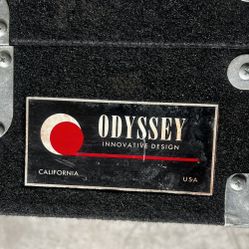 ODYSSEY
INNOVATIVE DESIGN
CALIFORNIA USA